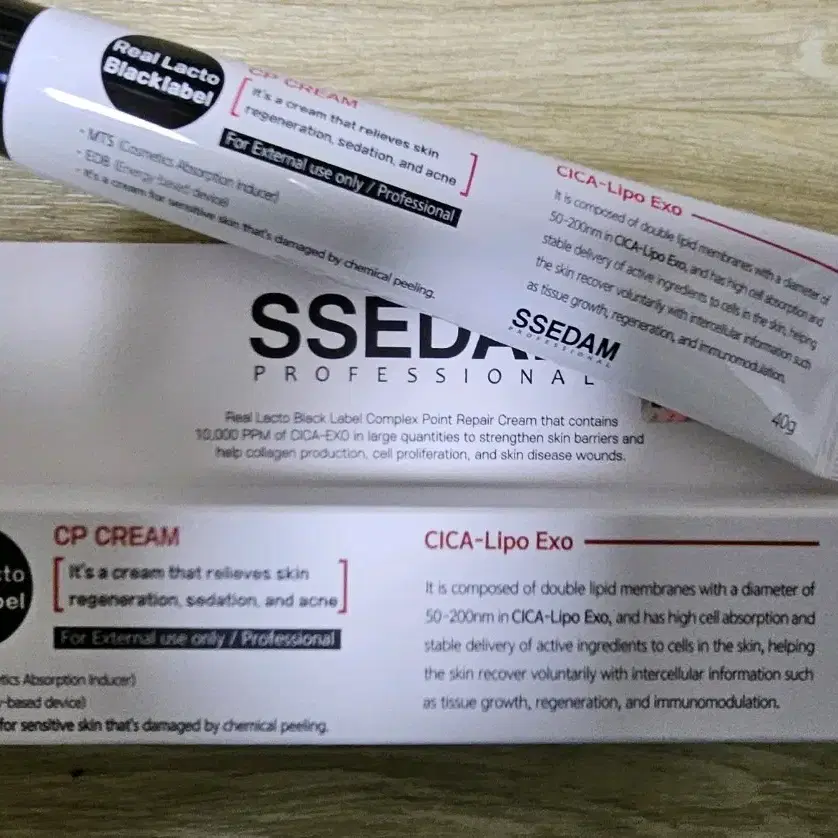 Real Lacto
Blacklabel
CP CREAM
It's a cream that relieves skin
regeneration, sedation, and acne
For External use only / Professional
· MTS (Cosmetics Absorption Inducer)
· EDB (Energy-based device)
· It's a cream for sensitive skin that's damaged by chemical peeling.
CICA-Lipo Exo
It is composed of double lipid membranes with a diameter of
50-200nm in CICA-Lipo Exo, and has high cell absorption and
stable delivery of active ingredients to cells in the skin, helping
the skin recover voluntarily with intercellular information such
as tissue growth, regeneration, and immunomodulation.
SSEDAM
PROFESSIONAL
40g
SSEDA
PROFESSIONAL
Real Lacto Black Label Complex Point Repair Cream that contains
10,000 PPM of CICA-EXO in large quantities to strengthen skin barriers and
help collagen production, cell proliferation, and skin disease wounds.
cto
bel
CP CREAM
It's a cream that relieves skin
regeneration, sedation, and acne
For External use only / Professional
tics Absorption Inducer)
y-based device)
for sensitive skin that's damaged by chemical peeling.
CICA-Lipo Exo
It is composed of double lipid membranes with a diameter of
50-200nm in CICA-Lipo Exo, and has high cell absorption and
stable delivery of active ingredients to cells in the skin, helping
the skin recover voluntarily with intercellular information such
as tissue growth, regeneration, and immunomodulation.